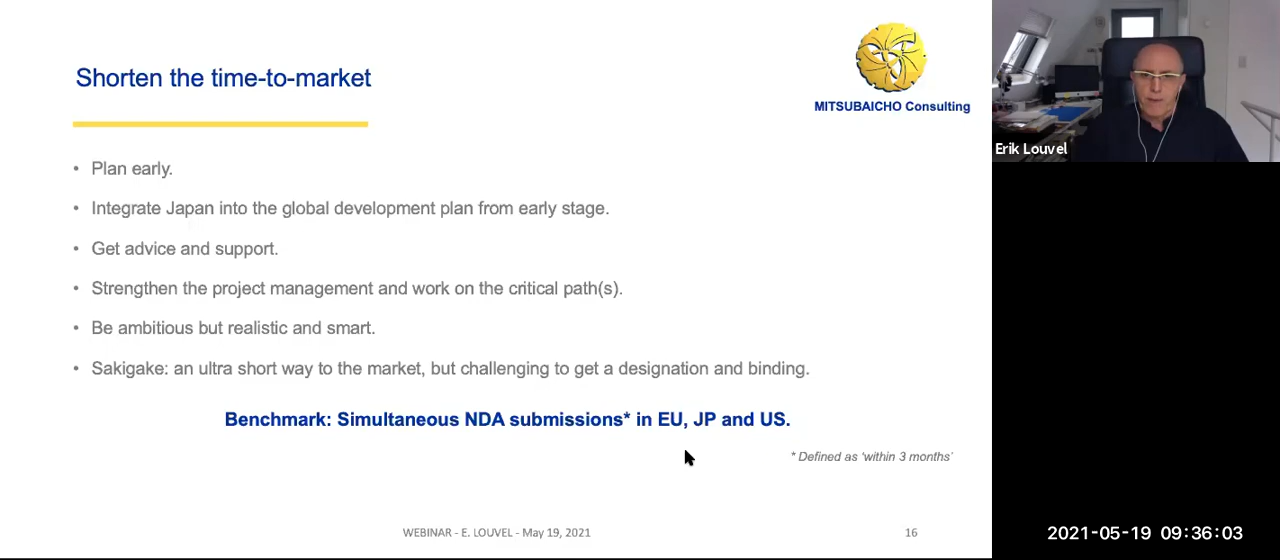 Shorten the time-to-market
MITSUBAICHO Consulting
• Plan early.
• Integrate Japan into the global development plan from early stage.
• Get advice and support.
• Strengthen the project management and work on the critical path(s).
• Be ambitious but realistic and smart.
• Sakigake: an ultra short way to the market, but challenging to get a designation and binding.
Benchmark: Simultaneous NDA submissions* in EU, JP and US.
* Defined as ‘within 3 months’
WEBINAR - E. LOUVEL - May 19, 2021
16
Erik Louvel
2021-05-19 09:36:03